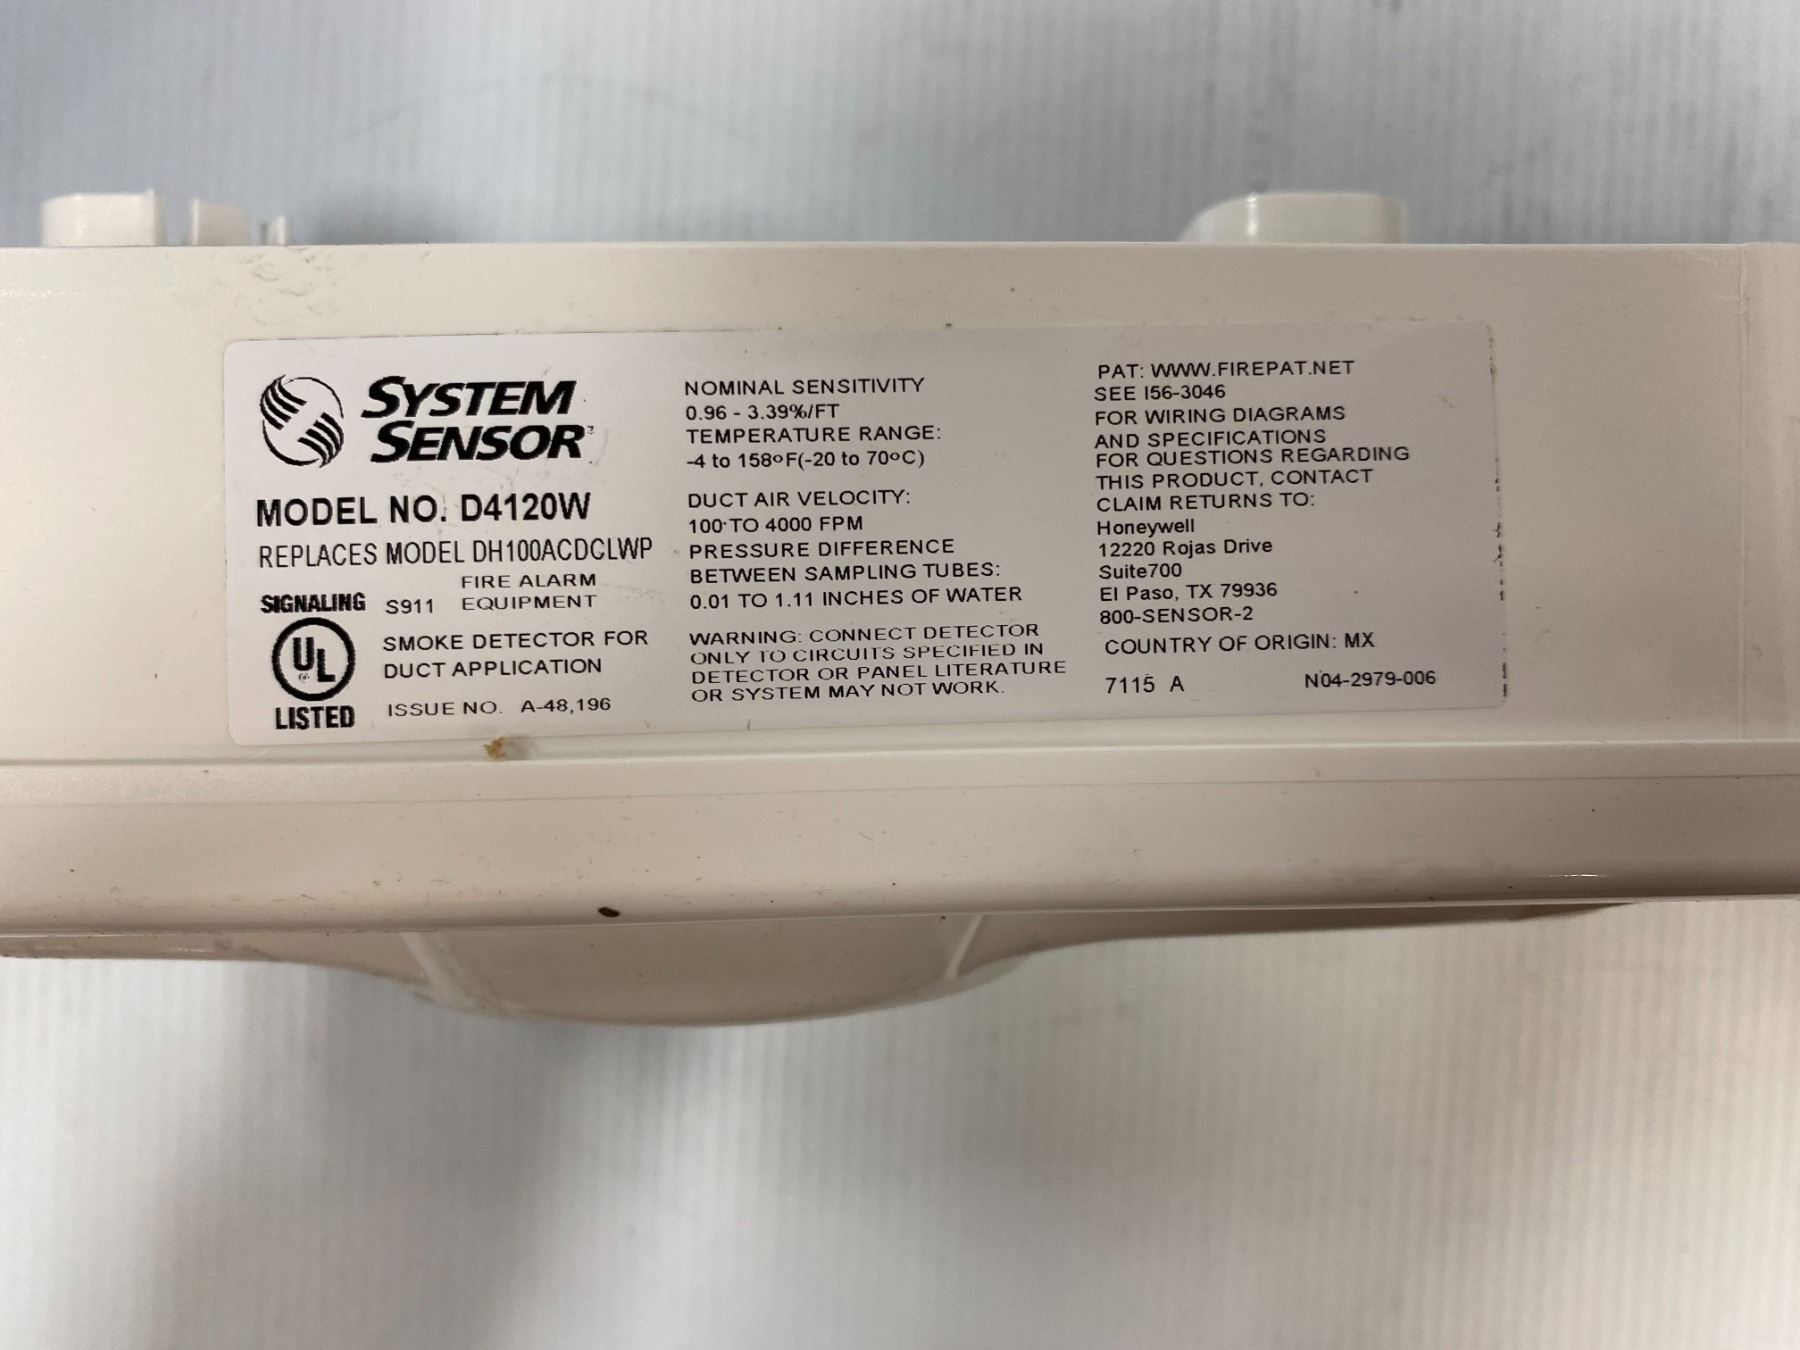 SYSTEM
SENSOR
MODEL NO. D4120W
REPLACES MODEL DH100ACDCLWP
SIGNALING
S911
FIRE ALARM
EQUIPMENT
UL
LISTED
SMOKE DETECTOR FOR
DUCT APPLICATION
ISSUE NO. A-48,196
NOMINAL SENSITIVITY
0.96 - 3.39%/FT
TEMPERATURE RANGE:
-4 to 158ºF(-20 to 70ºC)
DUCT AIR VELOCITY:
100 TO 4000 FPM
PRESSURE DIFFERENCE
BETWEEN SAMPLING TUBES:
0.01 TO 1.11 INCHES OF WATER
WARNING: CONNECT DETECTOR
ONLY TO CIRCUITS SPECIFIED IN
DETECTOR OR PANEL LITERATURE
OR SYSTEM MAY NOT WORK.
PAT: WWW.FIREPAT.NET
SEE I56-3046
FOR WIRING DIAGRAMS
AND SPECIFICATIONS
FOR QUESTIONS REGARDING
THIS PRODUCT, CONTACT
CLAIM RETURNS TO:
Honeywell
12220 Rojas Drive
Suite700
El Paso, TX 79936
800-SENSOR-2
COUNTRY OF ORIGIN: MX
7115 A
N04-2979-006